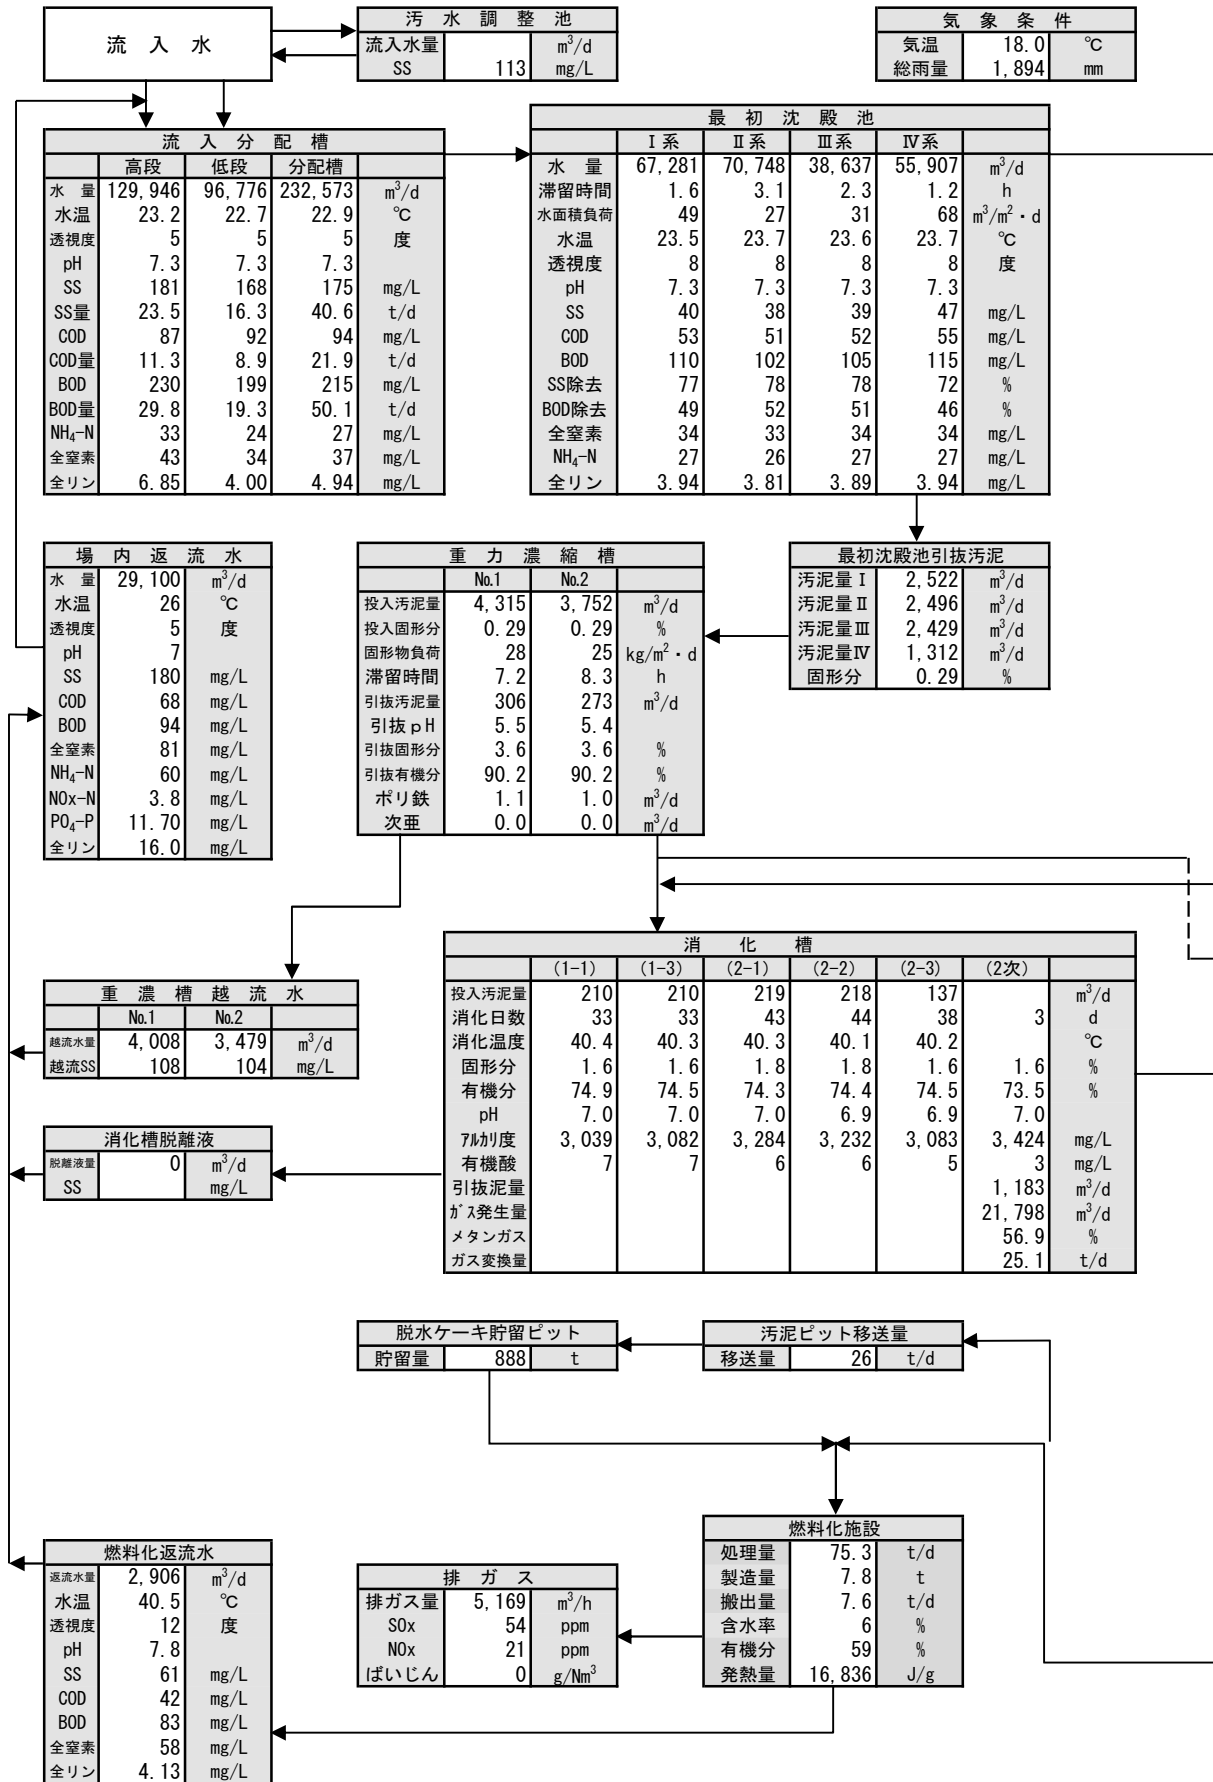 流 入 水
汚 水 調 整 池
流入水量 m³/d
SS 113 mg/L
気 象 条 件
気温 18.0 ℃
総雨量 1,894 mm
流 入 分 配 槽
高段 低段 分配槽
水 量 129,946 96,776 232,573 m³/d
水温 23.2 22.7 22.9 ℃
透視度 5 5 5 度
pH 7.3 7.3 7.3
SS 181 168 175 mg/L
SS量 23.5 16.3 40.6 t/d
COD 87 92 94 mg/L
COD量 11.3 8.9 21.9 t/d
BOD 230 199 215 mg/L
BOD量 29.8 19.3 50.1 t/d
NH₄-N 33 24 27 mg/L
全窒素 43 34 37 mg/L
全リン 6.85 4.00 4.94 mg/L
最 初 沈 殿 池
Ⅰ系 Ⅱ系 Ⅲ系 Ⅳ系
水 量 67,281 70,748 38,637 55,907 m³/d
滞留時間 1.6 3.1 2.3 1.2 h
水面積負荷 49 27 31 68 m³/m²・d
水温 23.5 23.7 23.6 23.7 ℃
透視度 8 8 8 8 度
pH 7.3 7.3 7.3 7.3
SS 40 38 39 47 mg/L
COD 53 51 52 55 mg/L
BOD 110 102 105 115 mg/L
SS除去 77 78 78 72 %
BOD除去 49 52 51 46 %
全窒素 34 33 34 34 mg/L
NH₄-N 27 26 27 27 mg/L
全リン 3.94 3.81 3.89 3.94 mg/L
場 内 返 流 水
水 量 29,100 m³/d
水温 26 ℃
透視度 5 度
pH 7
SS 180 mg/L
COD 68 mg/L
BOD 94 mg/L
全窒素 81 mg/L
NH₄-N 60 mg/L
NOx-N 3.8 mg/L
PO₄-P 11.70 mg/L
全リン 16.0 mg/L
重 力 濃 縮 槽
No.1 No.2
投入汚泥量 4,315 3,752 m³/d
投入固形分 0.29 0.29 %
固形物負荷 28 25 kg/m²・d
滞留時間 7.2 8.3 h
引抜汚泥量 306 273 m³/d
引抜pH 5.5 5.4
引抜固形分 3.6 3.6 %
引抜有機分 90.2 90.2 %
ポリ鉄 1.1 1.0 m³/d
次亜 0.0 0.0 m³/d
最初沈殿池引抜汚泥
汚泥量Ⅰ 2,522 m³/d
汚泥量Ⅱ 2,496 m³/d
汚泥量Ⅲ 2,429 m³/d
汚泥量Ⅳ 1,312 m³/d
固形分 0.29 %
消 化 槽
(1-1) (1-3) (2-1) (2-2) (2-3) (2次)
投入汚泥量 210 210 219 218 137 m³/d
消化日数 33 33 43 44 38 3 d
消化温度 40.4 40.3 40.3 40.1 40.2 ℃
固形分 1.6 1.6 1.8 1.8 1.6 1.6 %
有機分 74.9 74.5 74.3 74.4 74.5 73.5 %
pH 7.0 7.0 7.0 6.9 6.9 7.0
ｱﾙｶﾘ度 3,039 3,082 3,284 3,232 3,083 3,424 mg/L
有機酸 7 7 6 6 5 3 mg/L
引抜泥量 1,183 m³/d
ｶﾞｽ発生量 21,798 m³/d
メタンガス 56.9 %
ガス変換量 25.1 t/d
重 濃 槽 越 流 水
No.1 No.2
越流水量 4,008 3,479 m³/d
越流SS 108 104 mg/L
消化槽脱離液
脱離液量 0 m³/d
SS mg/L
脱水ケーキ貯留ピット
貯留量 888 t
汚泥ピット移送量
移送量 26 t/d
燃料化施設
処理量 75.3 t/d
製造量 7.8 t
搬出量 7.6 t/d
含水率 6 %
有機分 59 %
発熱量 16,836 J/g
排 ガ ス
排ガス量 5,169 m³/h
SOx 54 ppm
NOx 21 ppm
ばいじん 0 g/Nm³
燃料化返流水
返流水量 2,906 m³/d
水温 40.5 ℃
透視度 12 度
pH 7.8
SS 61 mg/L
COD 42 mg/L
BOD 83 mg/L
全窒素 58 mg/L
全リン 4.13 mg/L